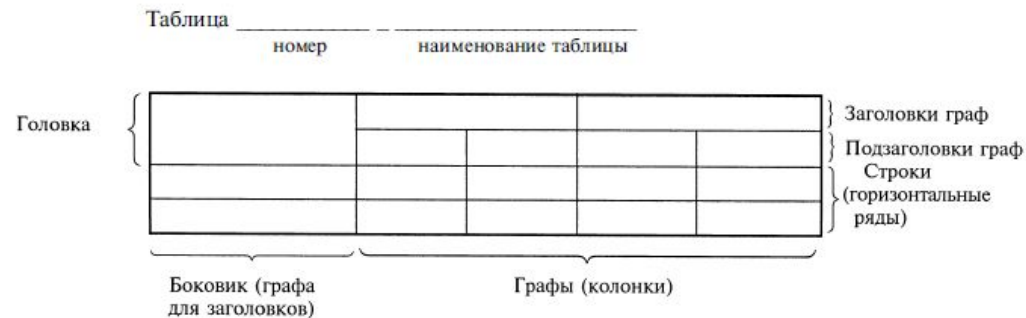 Таблица _____________ _ ________________________
номер наименование таблицы
Головка
Заголовки граф
Подзаголовки граф
Строки
(горизонтальные
ряды)
Боковик (графа
для заголовков)
Графы (колонки)